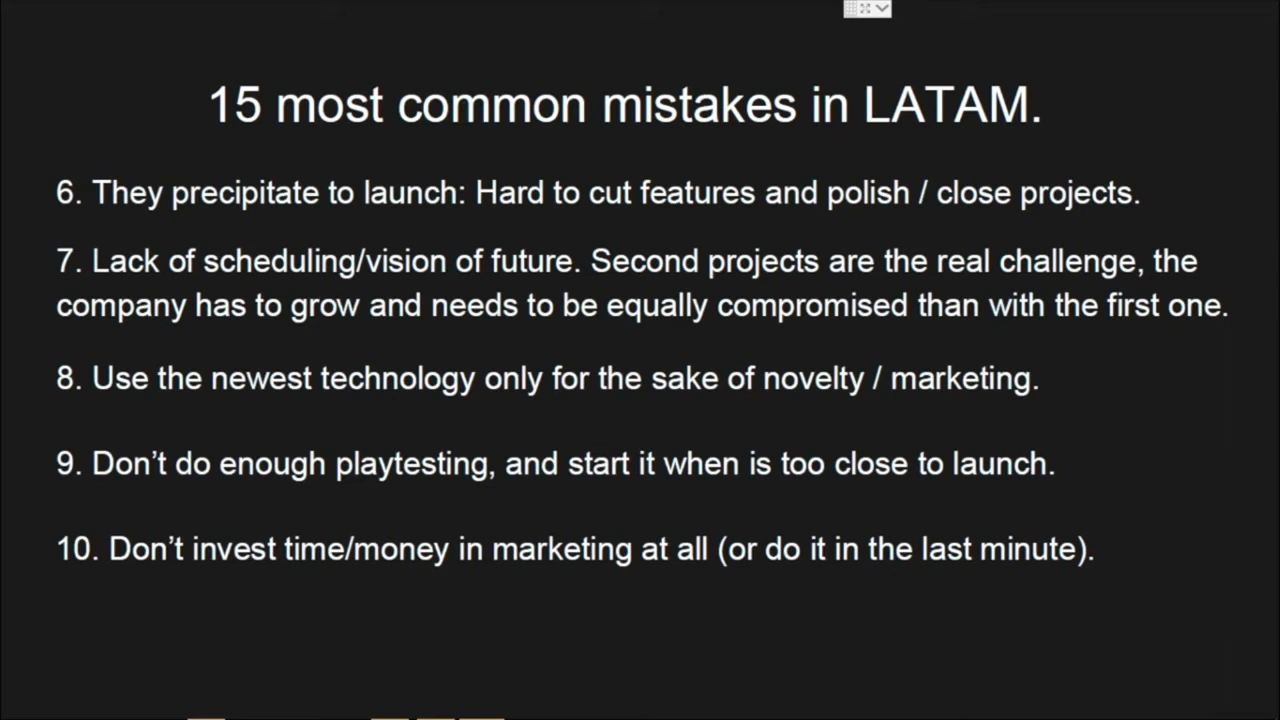 15 most common mistakes in LATAM.
6. They precipitate to launch: Hard to cut features and polish / close projects.
7. Lack of scheduling/vision of future. Second projects are the real challenge, the
company has to grow and needs to be equally compromised than with the first one.
8. Use the newest technology only for the sake of novelty / marketing.
9. Don’t do enough playtesting, and start it when is too close to launch.
10. Don’t invest time/money in marketing at all (or do it in the last minute).